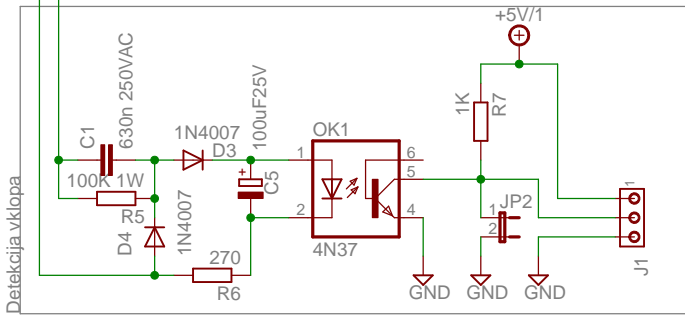 +5V/1
C1
630n 250VAC
1N4007
D3
100uF25V
+
C5
OK1
1
2
6
5
4
4N37
1K
R7
100K 1W
R5
D4
1N4007
270
R6
JP2
1
2
GND
GND
GND
1
J1
Detekcija vklopa